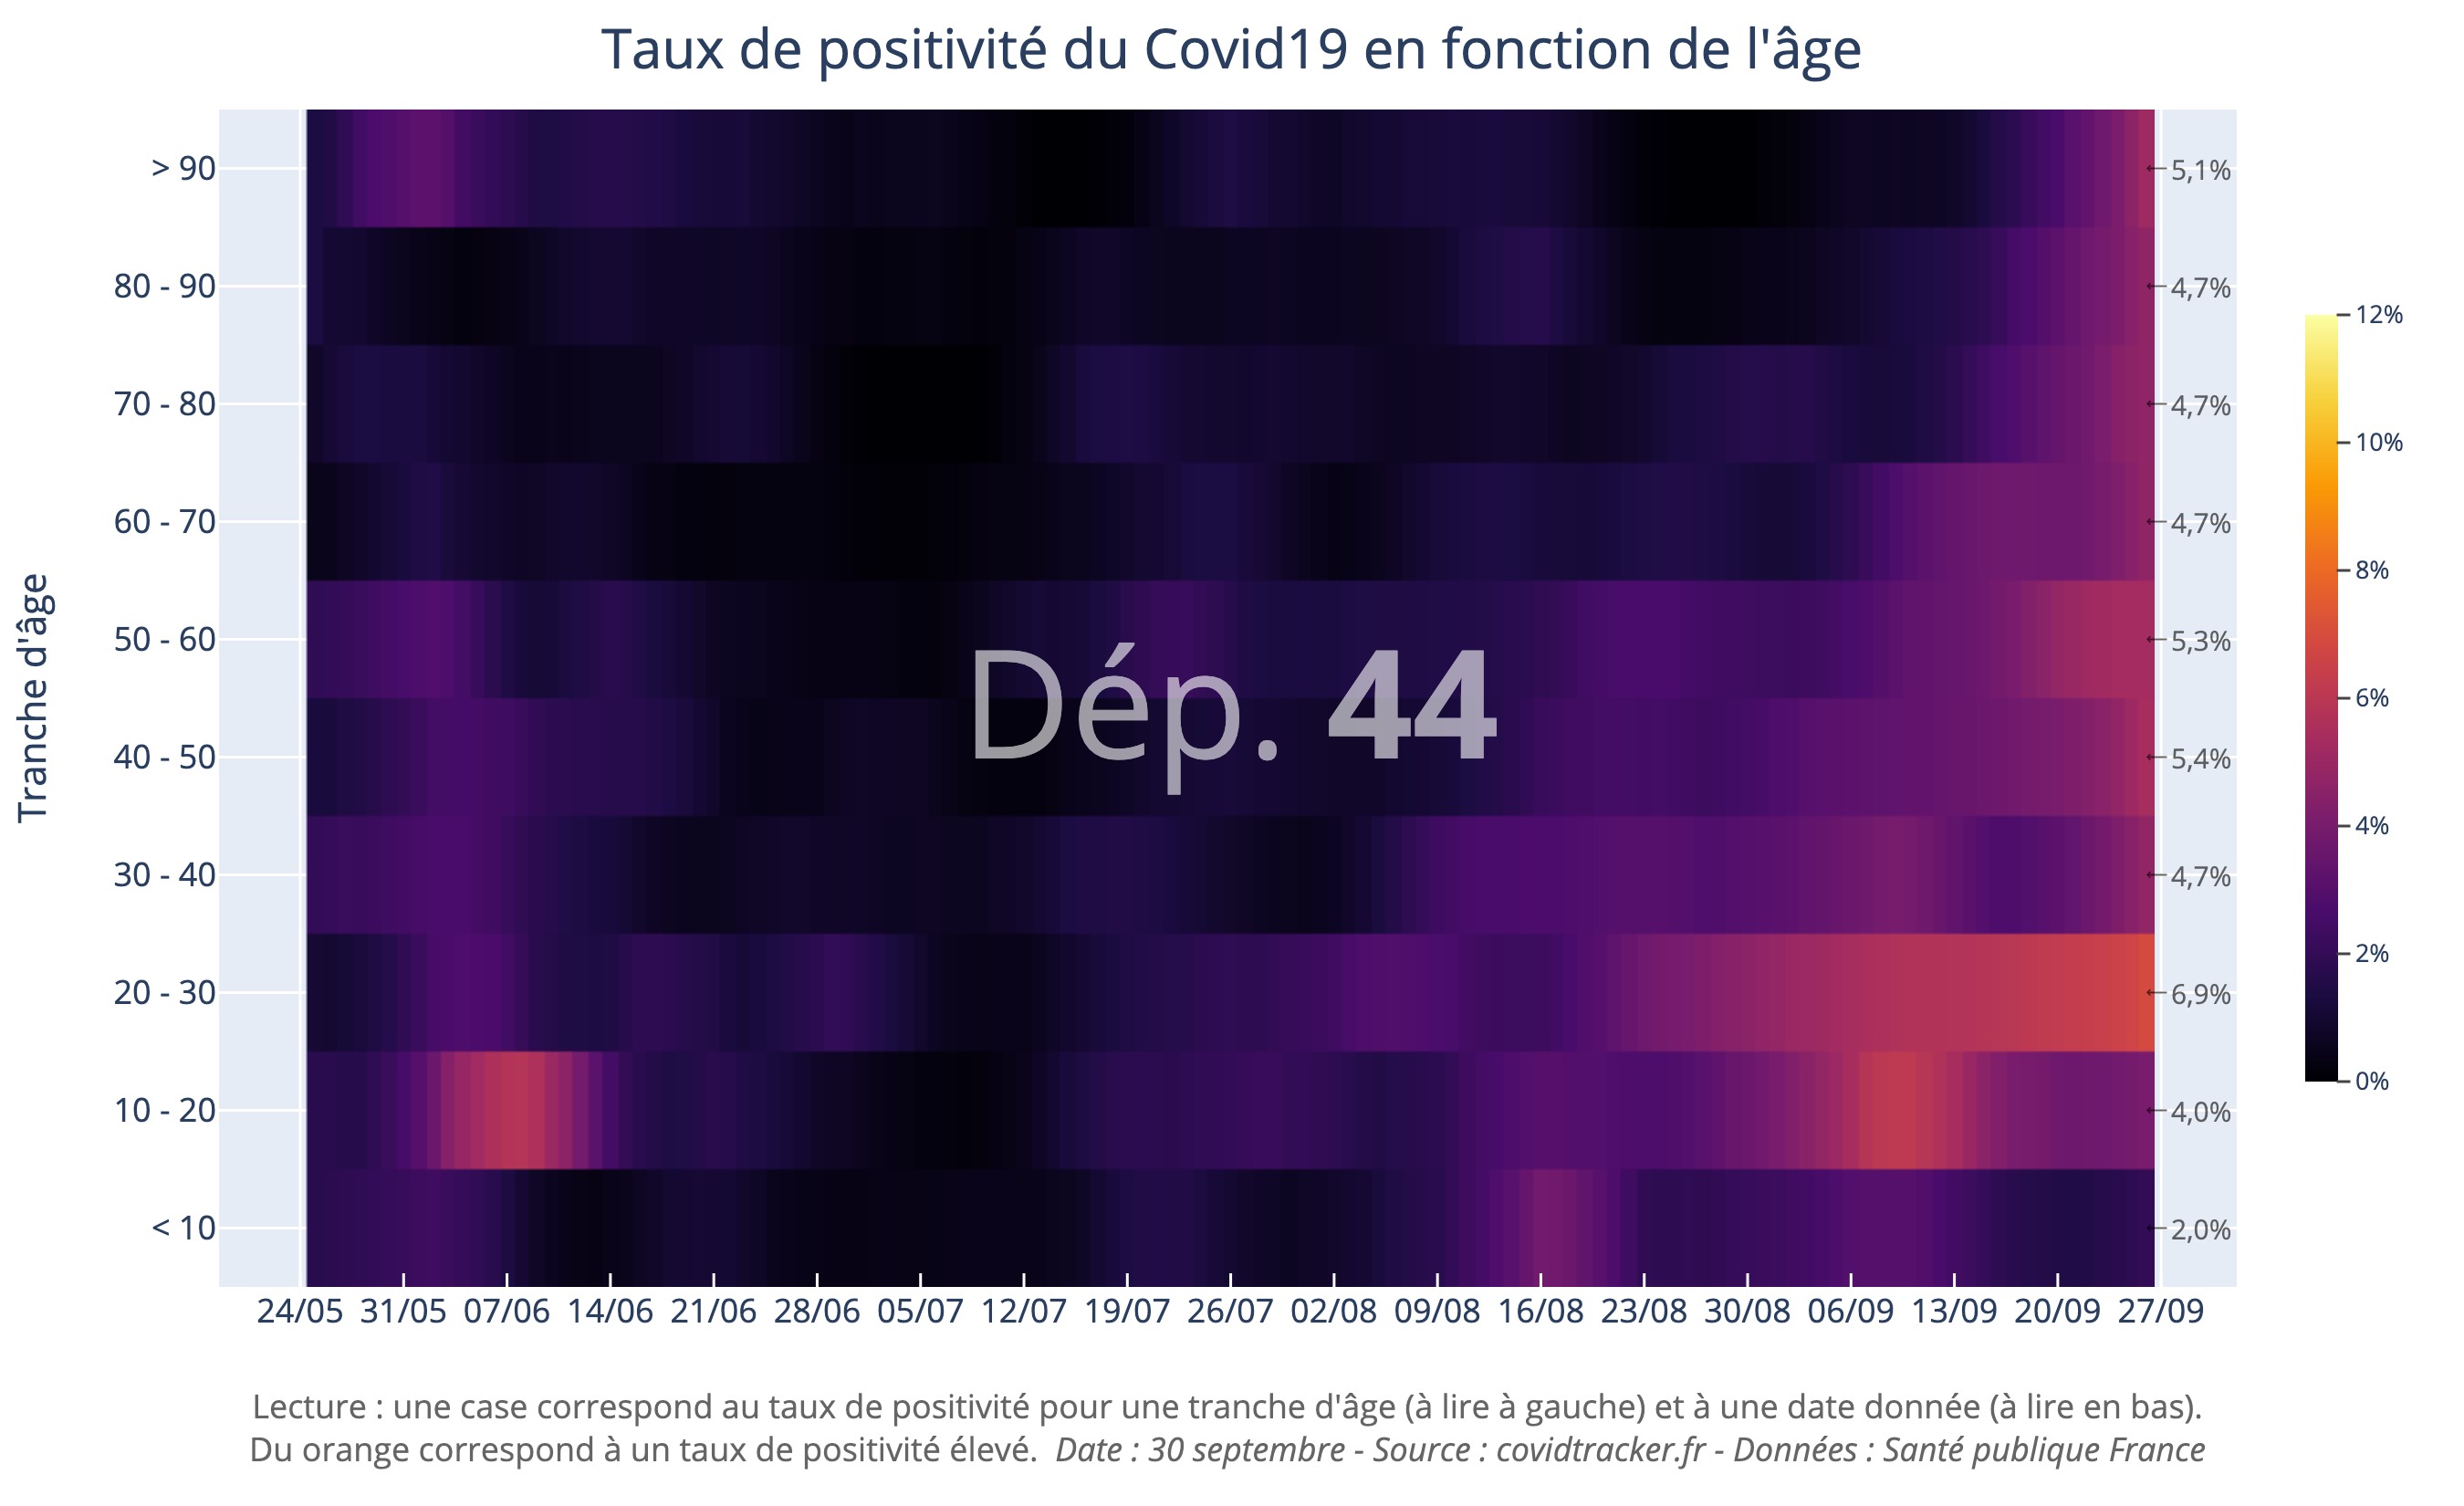 Taux de positivité du Covid19 en fonction de l'âge
Tranche d'âge
> 90
80 - 90
70 - 80
60 - 70
50 - 60
40 - 50
30 - 40
20 - 30
10 - 20
< 10
Dép. 44
5,1%
4,7%
4,7%
4,7%
5,3%
5,4%
4,7%
6,9%
4,0%
2,0%
12%
10%
8%
6%
4%
2%
0%
24/05 31/05 07/06 14/06 21/06 28/06 05/07 12/07 19/07 26/07 02/08 09/08 16/08 23/08 30/08 06/09 13/09 20/09 27/09
Lecture : une case correspond au taux de positivité pour une tranche d'âge (à lire à gauche) et à une date donnée (à lire en bas).
Du orange correspond à un taux de positivité élevé. Date : 30 septembre - Source : covidtracker.fr - Données : Santé publique France